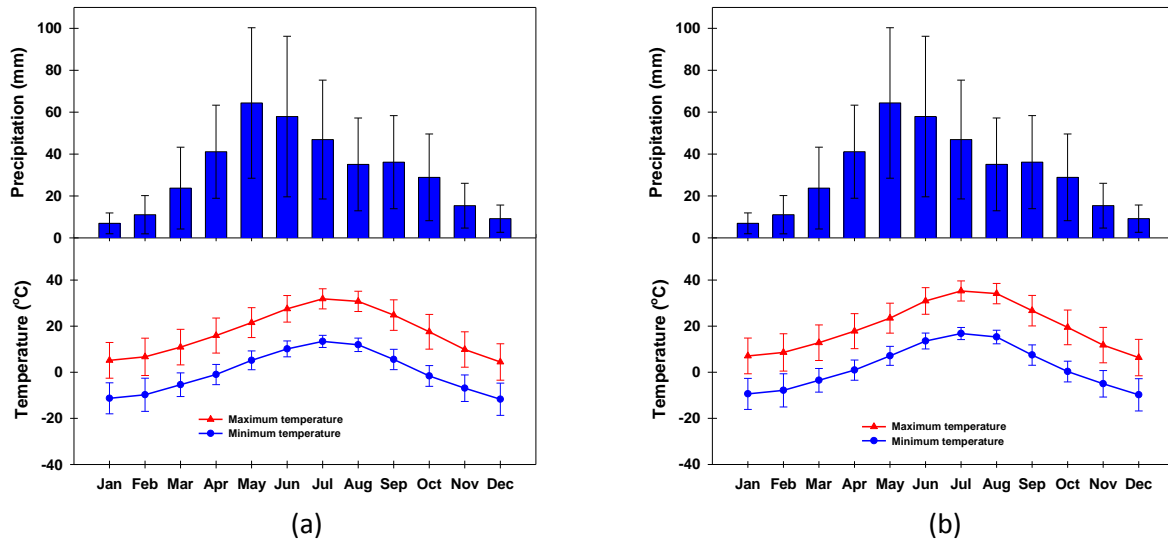 Precipitation (mm)
100
80
60
40
20
0
Temperature (°C)
40
20
0
-20
-40
Maximum temperature
Minimum temperature
Jan Feb Mar Apr May Jun Jul Aug Sep Oct Nov Dec
(a)
Precipitation (mm)
100
80
60
40
20
0
Temperature (°C)
40
20
0
-20
-40
Maximum temperature
Minimum temperature
Jan Feb Mar Apr May Jun Jul Aug Sep Oct Nov Dec
(b)